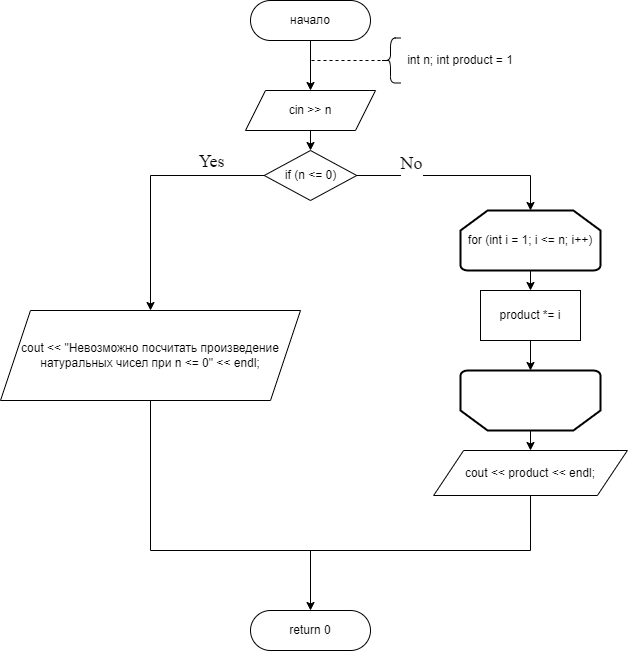 начало
int n; int product = 1
cin >> n
if (n <= 0)
Yes
No
for (int i = 1; i <= n; i++)
product *= i
cout << "Невозможно посчитать произведение
натуральных чисел при n <= 0" << endl;
cout << product << endl;
return 0